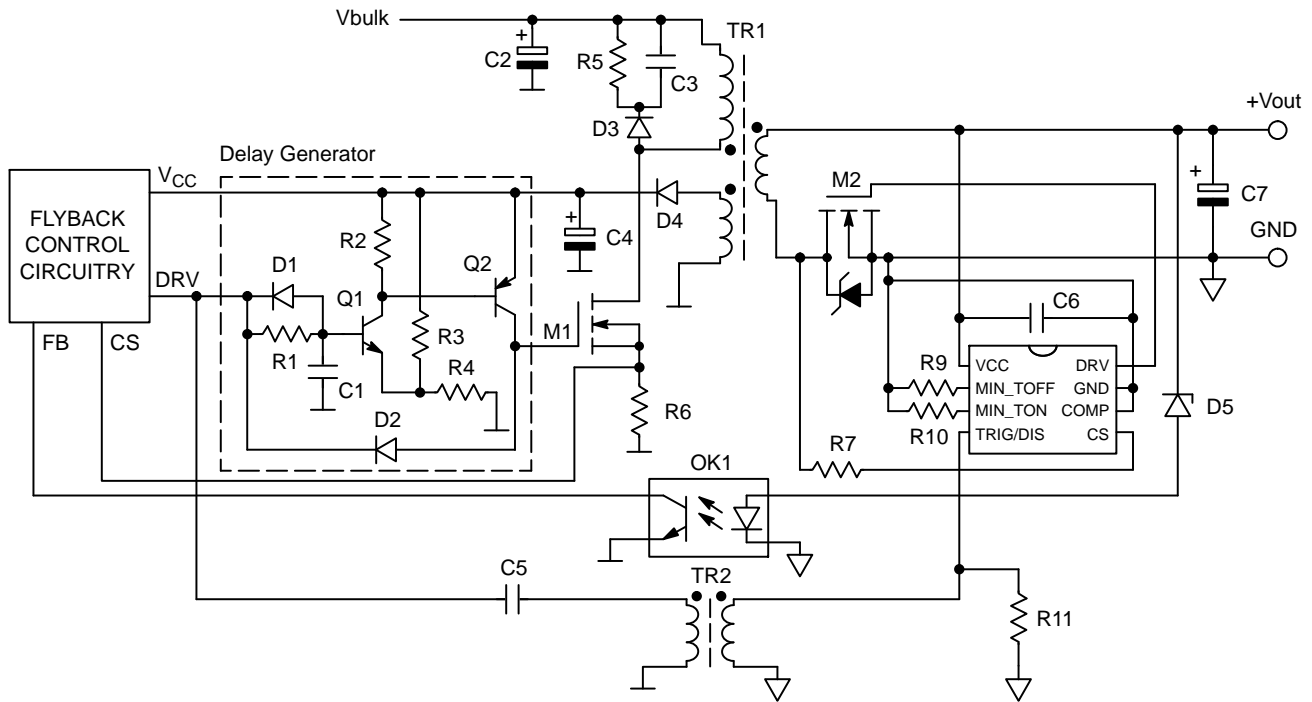 Vbulk
TR1
C2
+
R5
C3
+Vout
D3
Delay Generator
VCC
M2
+
C7
FLYBACK
CONTROL
CIRCUITRY
D4
+
C4
GND
R2
Q2
DRV
D1
Q1
C6
M1
R3
FB
CS
R1
R4
C1
R9
VCC
DRV
MIN_TOFF
GND
R6
MIN_TON
COMP
D5
D2
R10
TRIG/DIS
CS
R7
OK1
C5
TR2
R11